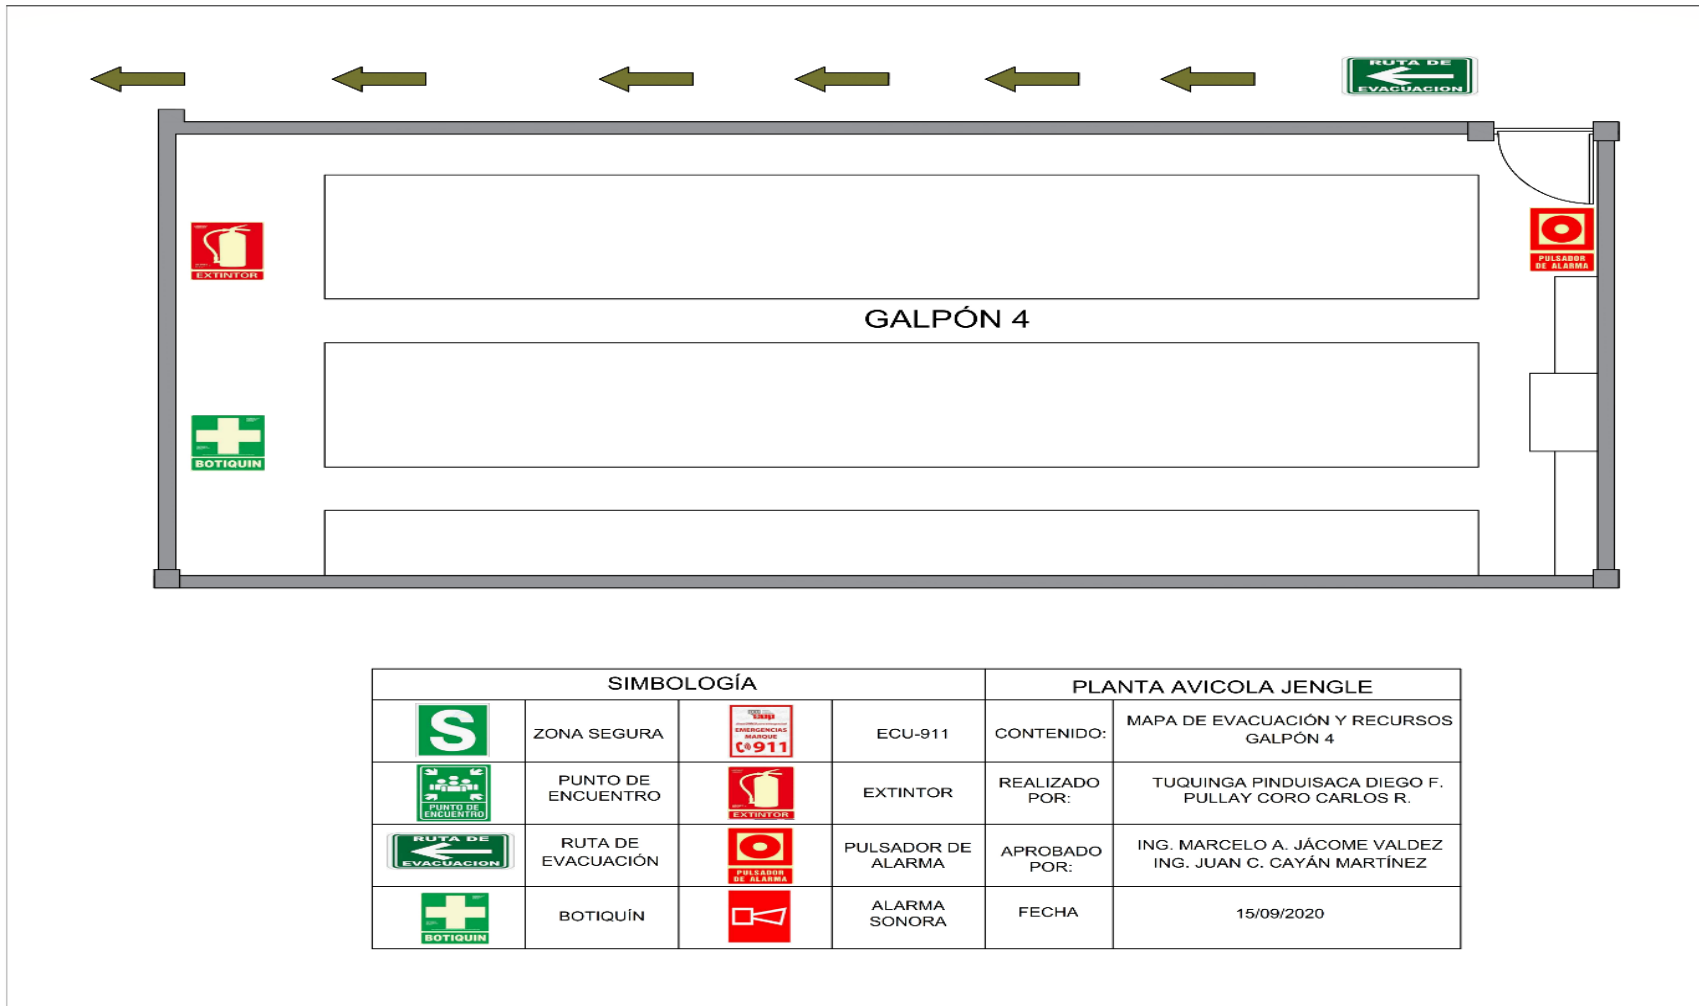 RUTA DE
EVACUACION
EXTINTOR
PULSADOR
DE ALARMA
GALPÓN 4
BOTIQUIN
SIMBOLOGÍA
PLANTA AVICOLA JENGLE
S
ZONA SEGURA
EMERGENCIAS
MARQUE
911
ECU-911
CONTENIDO:
MAPA DE EVACUACIÓN Y RECURSOS
GALPÓN 4
PUNTO DE
ENCUENTRO
PUNTO DE
ENCUENTRO
EXTINTOR
EXTINTOR
REALIZADO
POR:
TUQUINGA PINDUISACA DIEGO F.
PULLAY CORO CARLOS R.
RUTA DE
EVACUACION
RUTA DE
EVACUACIÓN
PULSADOR
DE ALARMA
PULSADOR DE
ALARMA
APROBADO
POR:
ING. MARCELO A. JÁCOME VALDEZ
ING. JUAN C. CAYÁN MARTÍNEZ
BOTIQUIN
BOTIQUÍN
ALARMA
SONORA
FECHA
15/09/2020